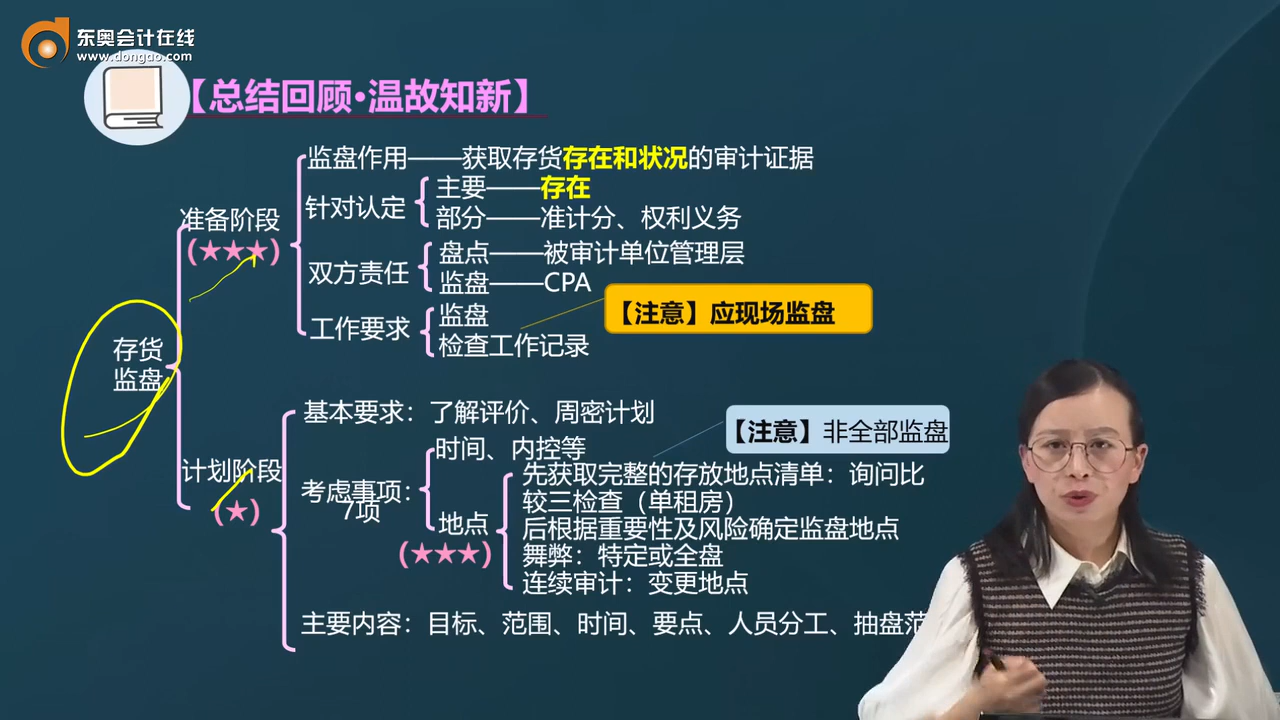 东奥会计在线
www.dongao.com
【总结回顾·温故知新】
监盘作用——获取存货存在和状况的审计证据
主要——存在
针对认定
部分——准计分、权利义务
准备阶段
(★★★)
盘点——被审计单位管理层
双方责任
监盘——CPA
【注意】应现场监盘
监盘
工作要求
检查工作记录
存货
监盘
基本要求：了解评价、周密计划
【注意】非全部监盘
时间、内控等
计划阶段
(★)
考虑事项：
7项
先获取完整的存放地点清单：询问比
较三检查（单租房）
地点
(★★★)
后根据重要性及风险确定监盘地点
舞弊：特定或全盘
连续审计：变更地点
主要内容：目标、范围、时间、要点、人员分工、抽盘范